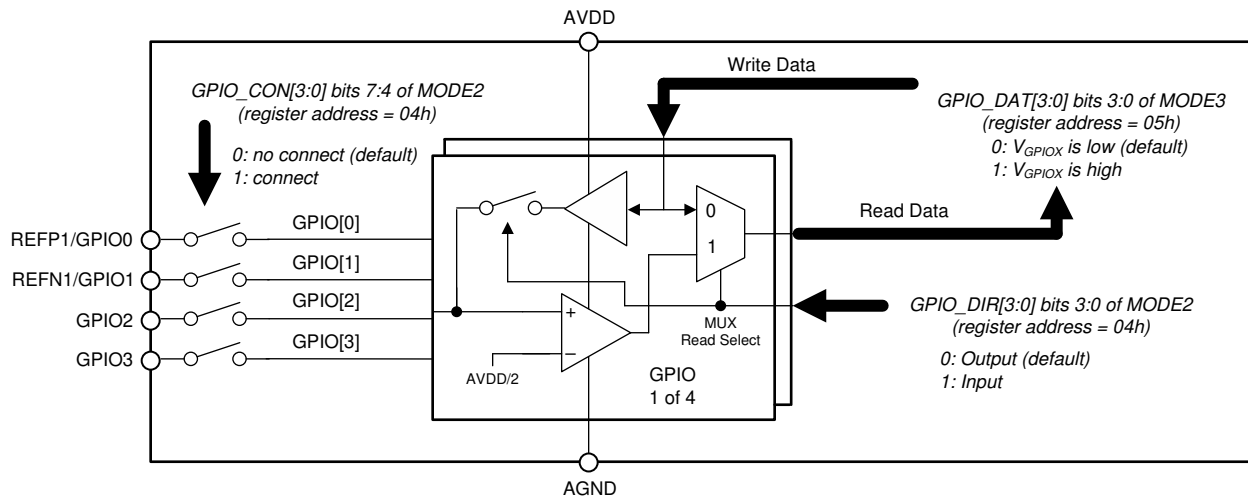 AVDD
Write Data
GPIO_CON[3:0] bits 7:4 of MODE2
(register address = 04h)
0: no connect (default)
1: connect
GPIO_DAT[3:0] bits 3:0 of MODE3
(register address = 05h)
0: VGPIOX is low (default)
1: VGPIOX is high
Read Data
0
1
REFP1/GPIO0
GPIO[0]
REFN1/GPIO1
GPIO[1]
GPIO2
GPIO[2]
GPIO3
GPIO[3]
+
−
AVDD/2
MUX
Read Select
GPIO
1 of 4
GPIO_DIR[3:0] bits 3:0 of MODE2
(register address = 04h)
0: Output (default)
1: Input
AGND